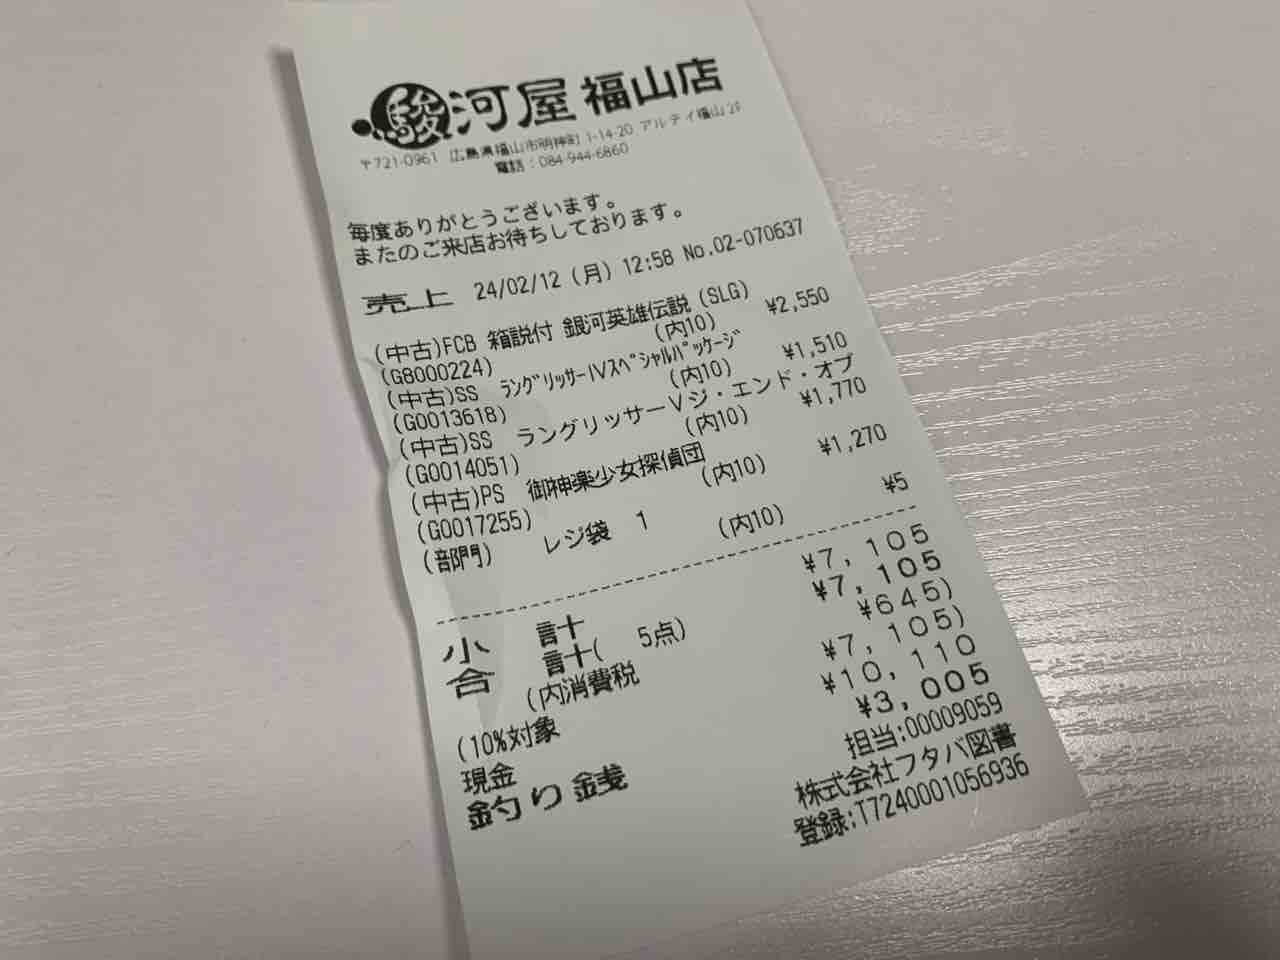 駿河屋 福山店
〒721-0961 広島県福山市明神町 1-14-20 アルティ福山 2F
電話：084-944-6860
毎度ありがとうございます。
またのご来店お待ちしております。
売上 24/02/12 (月) 12:58 No.02-070637
(中古)FCB 箱説付 銀河英雄伝説 (SLG)
(G8000224) (内10) ¥2,550
(中古)SS ラングリッサーIVスペシャルパッケージ
(G0013618) (内10) ¥1,510
(中古)SS ラングリッサーVジ・エンド・オブ
(G0014051) (内10) ¥1,770
(中古)PS 御神楽少女探偵団
(G0017255) (内10) ¥1,270
(部門) レジ袋 1 (内10) ¥5
小 計 ¥7,105
合 計( 5点) ¥7,105
(内消費税 ¥645)
(10%対象 ¥7,105)
現金 ¥10,110
釣り銭 ¥3,005
担当:00009059
株式会社フタバ図書
登録:T7240001056936